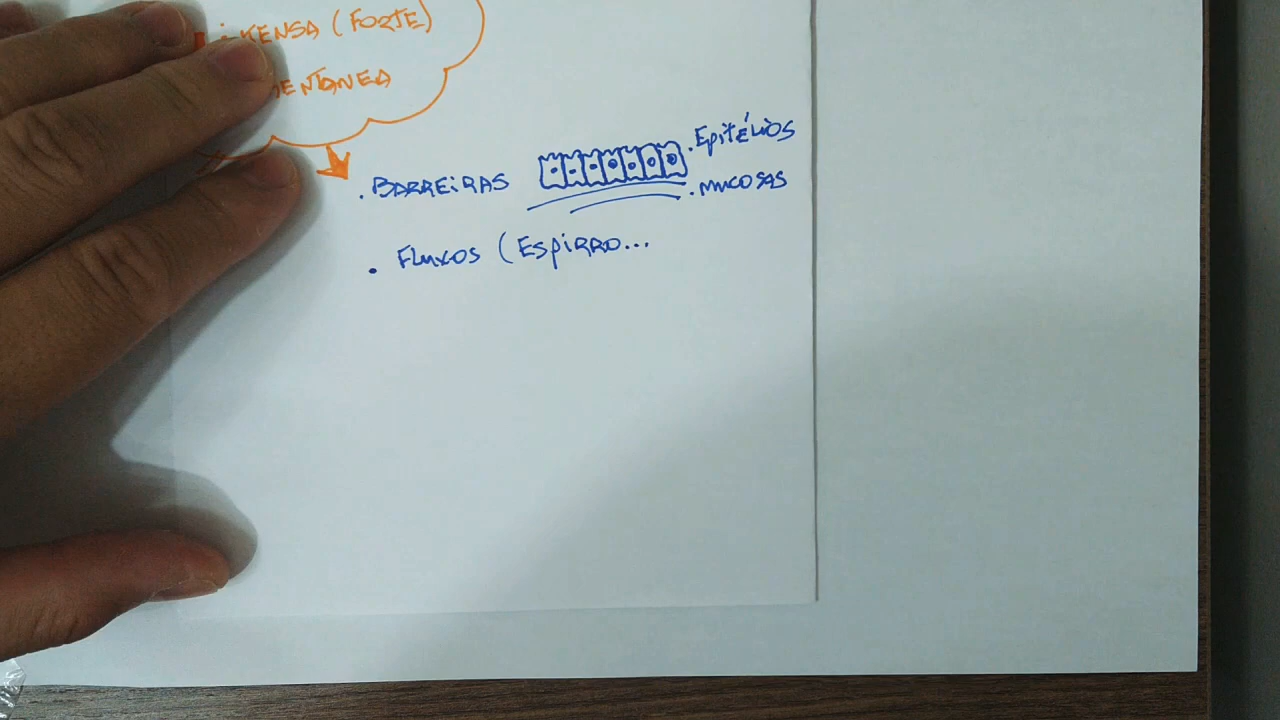 (FORTE)
. BARREiRAS
. EpiTÉLiOS
. MUCOSAS
. FLUXOS (ESpiRRO...